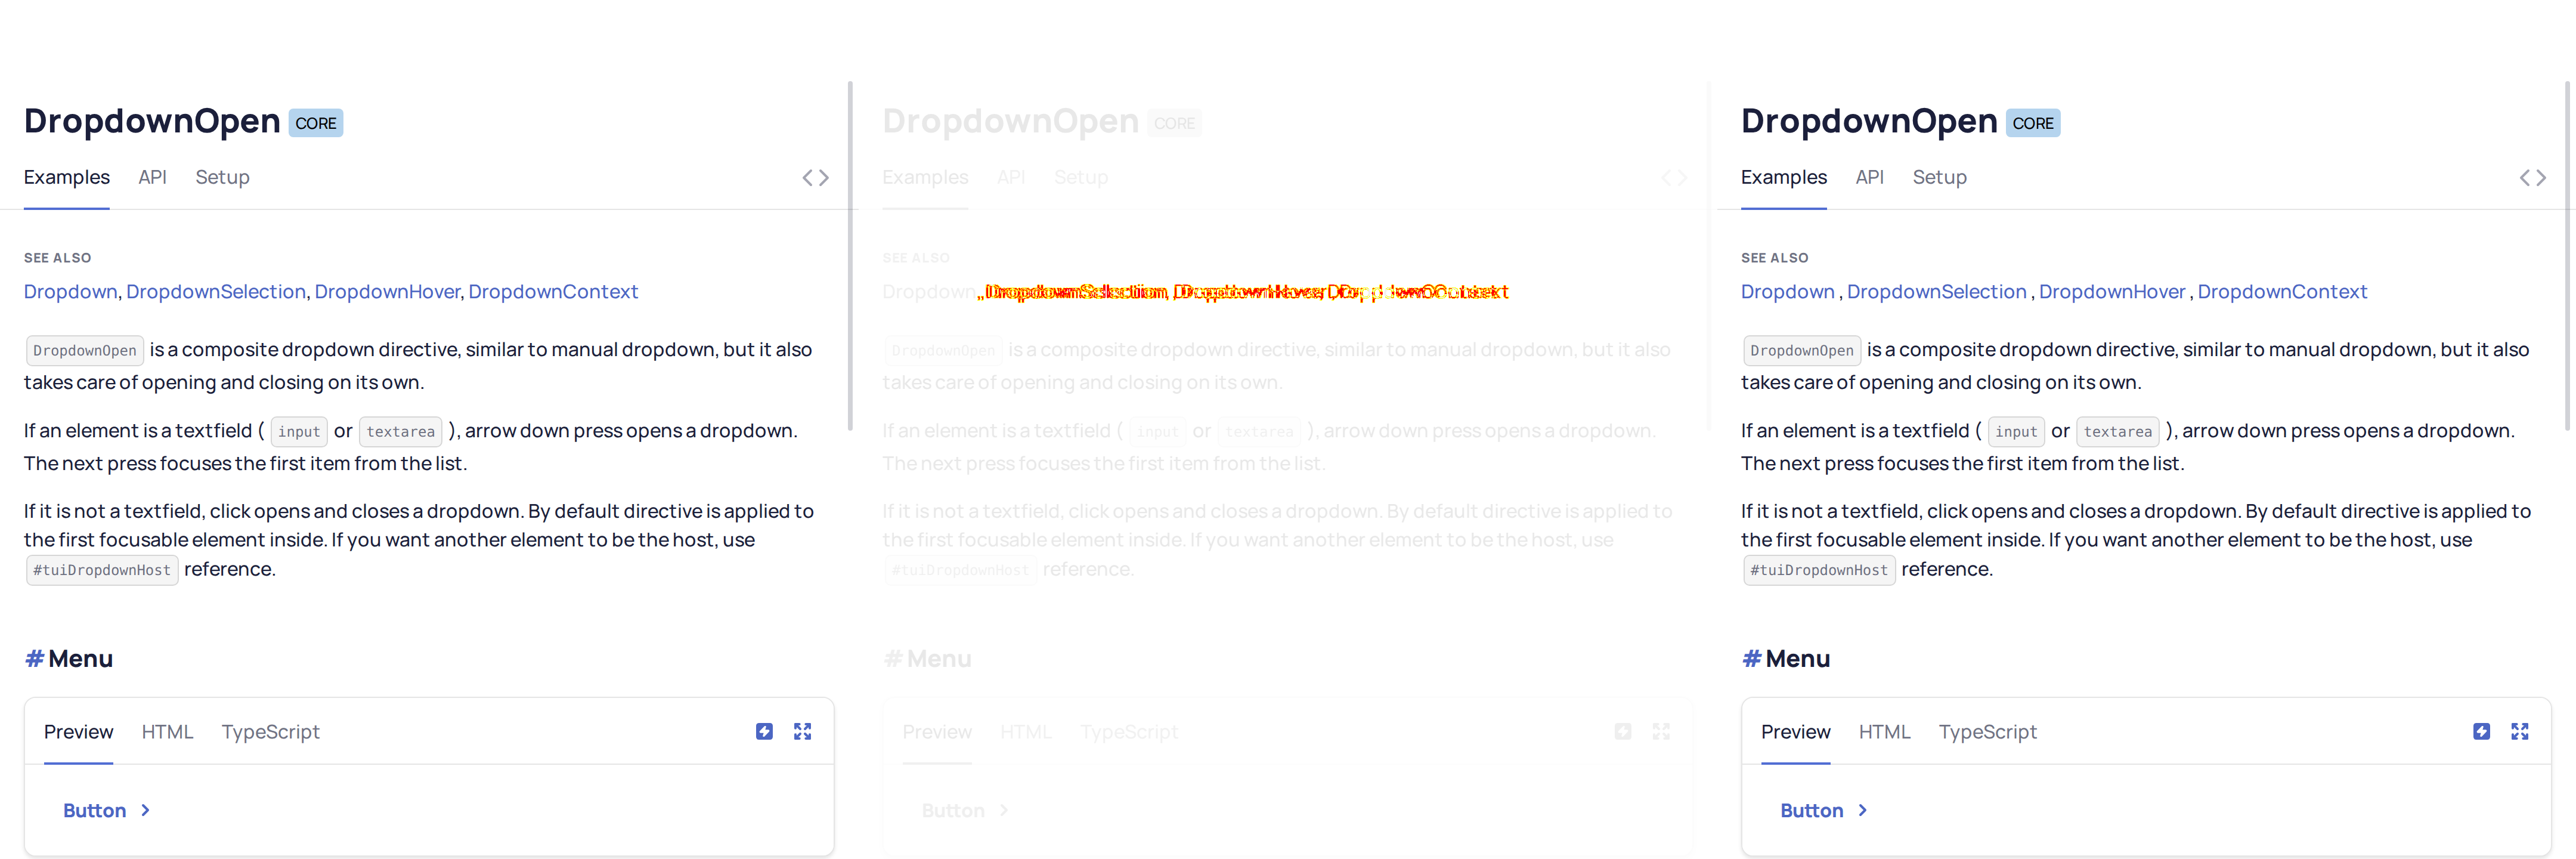 DropdownOpen CORE
Examples API Setup
SEE ALSO
Dropdown, DropdownSelection, DropdownHover, DropdownContext
DropdownOpen is a composite dropdown directive, similar to manual dropdown, but it also
takes care of opening and closing on its own.
If an element is a textfield ( input or textarea ), arrow down press opens a dropdown.
The next press focuses the first item from the list.
If it is not a textfield, click opens and closes a dropdown. By default directive is applied to
the first focusable element inside. If you want another element to be the host, use
#tuiDropdownHost reference.
# Menu
Preview HTML TypeScript
Button
DropdownOpen CORE
Examples API Setup
SEE ALSO
Dropdown
DropdownOpen is a composite dropdown directive, similar to manual dropdown, but it also
takes care of opening and closing on its own.
If an element is a textfield ( input or textarea ), arrow down press opens a dropdown.
The next press focuses the first item from the list.
If it is not a textfield, click opens and closes a dropdown. By default directive is applied to
the first focusable element inside. If you want another element to be the host, use
#tuiDropdownHost reference.
# Menu
Preview HTML TypeScript
Button
DropdownOpen CORE
Examples API Setup
SEE ALSO
Dropdown , DropdownSelection , DropdownHover , DropdownContext
DropdownOpen is a composite dropdown directive, similar to manual dropdown, but it also
takes care of opening and closing on its own.
If an element is a textfield ( input or textarea ), arrow down press opens a dropdown.
The next press focuses the first item from the list.
If it is not a textfield, click opens and closes a dropdown. By default directive is applied to
the first focusable element inside. If you want another element to be the host, use
#tuiDropdownHost reference.
# Menu
Preview HTML TypeScript
Button